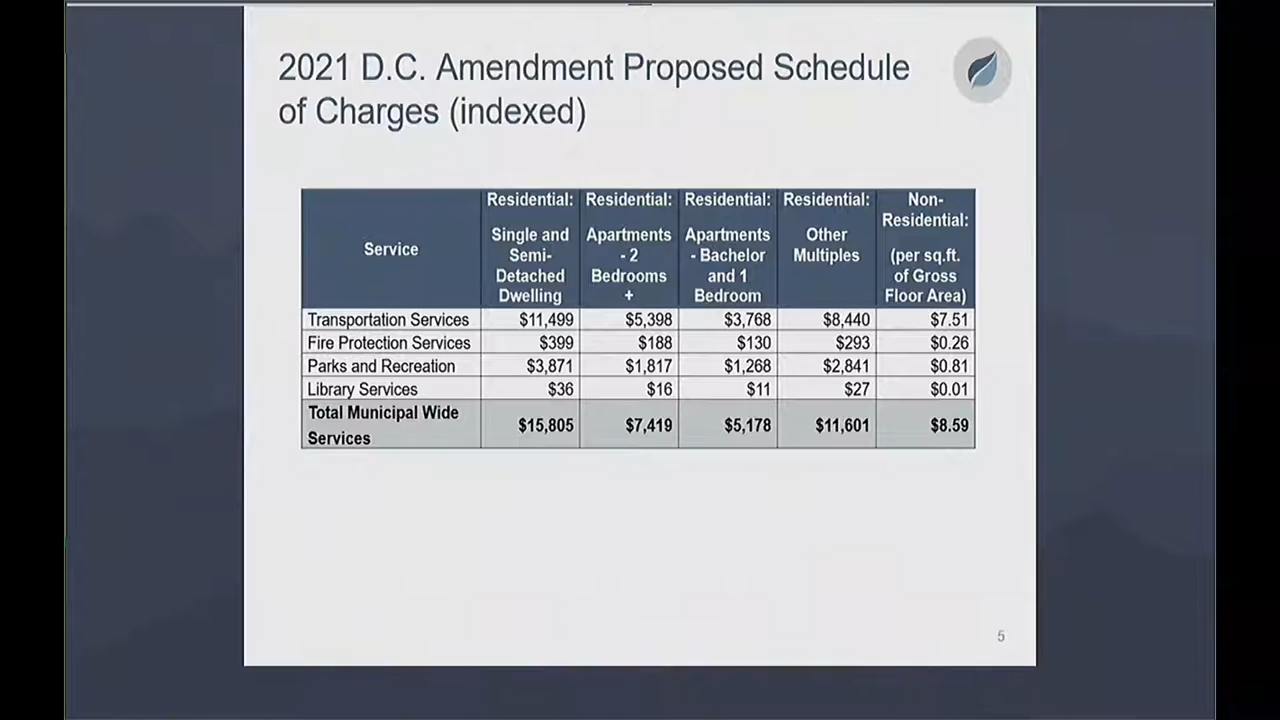 2021 D.C. Amendment Proposed Schedule
of Charges (indexed)
Service
Residential:
Single and
Semi-
Detached
Dwelling
Residential:
Apartments
- 2
Bedrooms
+
Residential:
Apartments
- Bachelor
and 1
Bedroom
Residential:
Other
Multiples
Non-
Residential:
(per sq.ft.
of Gross
Floor Area)
Transportation Services $11,499 $5,398 $3,768 $8,440 $7.51
Fire Protection Services $399 $188 $130 $293 $0.26
Parks and Recreation $3,871 $1,817 $1,268 $2,841 $0.81
Library Services $36 $16 $11 $27 $0.01
Total Municipal Wide
Services $15,805 $7,419 $5,178 $11,601 $8.59
5